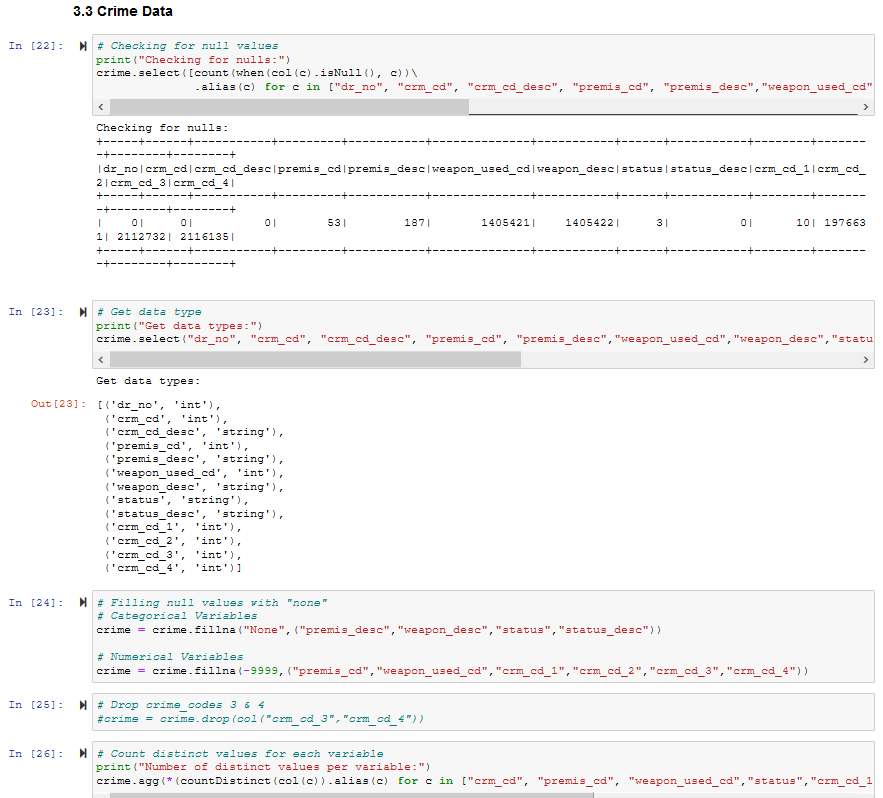 3.3 Crime Data
In [22]:
# Checking for null values
print("Checking for nulls:")
crime.select([count(when(col(c).isNull(), c))\
.alias(c) for c in ["dr_no", "crm_cd", "crm_cd_desc", "premis_cd", "premis_desc","weapon_used_cd"
Checking for nulls:
+-----+------+-----------+---------+-----------+--------------+-----------+------+-----------+--------+-------
-+--------+--------+
|dr_no|crm_cd|crm_cd_desc|premis_cd|premis_desc|weapon_used_cd|weapon_desc|status|status_desc|crm_cd_1|crm_cd_
2|crm_cd_3|crm_cd_4|
+-----+------+-----------+---------+-----------+--------------+-----------+------+-----------+--------+-------
-+--------+--------+
|    0|     0|          0|       53|        187|       1405421|    1405422|     3|          0|      10| 197663
1| 2112732| 2116135|
+-----+------+-----------+---------+-----------+--------------+-----------+------+-----------+--------+-------
-+--------+--------+
In [23]:
# Get data type
print("Get data types:")
crime.select("dr_no", "crm_cd", "crm_cd_desc", "premis_cd", "premis_desc","weapon_used_cd","weapon_desc","statu
Get data types:
Out[23]: [('dr_no', 'int'),
('crm_cd', 'int'),
('crm_cd_desc', 'string'),
('premis_cd', 'int'),
('premis_desc', 'string'),
('weapon_used_cd', 'int'),
('weapon_desc', 'string'),
('status', 'string'),
('status_desc', 'string'),
('crm_cd_1', 'int'),
('crm_cd_2', 'int'),
('crm_cd_3', 'int'),
('crm_cd_4', 'int')]
In [24]:
# Filling null values with "none"
# Categorical Variables
crime = crime.fillna("None",("premis_desc","weapon_desc","status","status_desc"))
# Numerical Variables
crime = crime.fillna(-9999,("premis_cd","weapon_used_cd","crm_cd_1","crm_cd_2","crm_cd_3","crm_cd_4"))
In [25]:
# Drop crime_codes 3 & 4
#crime = crime.drop(col("crm_cd_3","crm_cd_4"))
In [26]:
# Count distinct values for each variable
print("Number of distinct values per variable:")
crime.agg(*(countDistinct(col(c)).alias(c) for c in ["crm_cd", "premis_cd", "weapon_used_cd","status","crm_cd_1